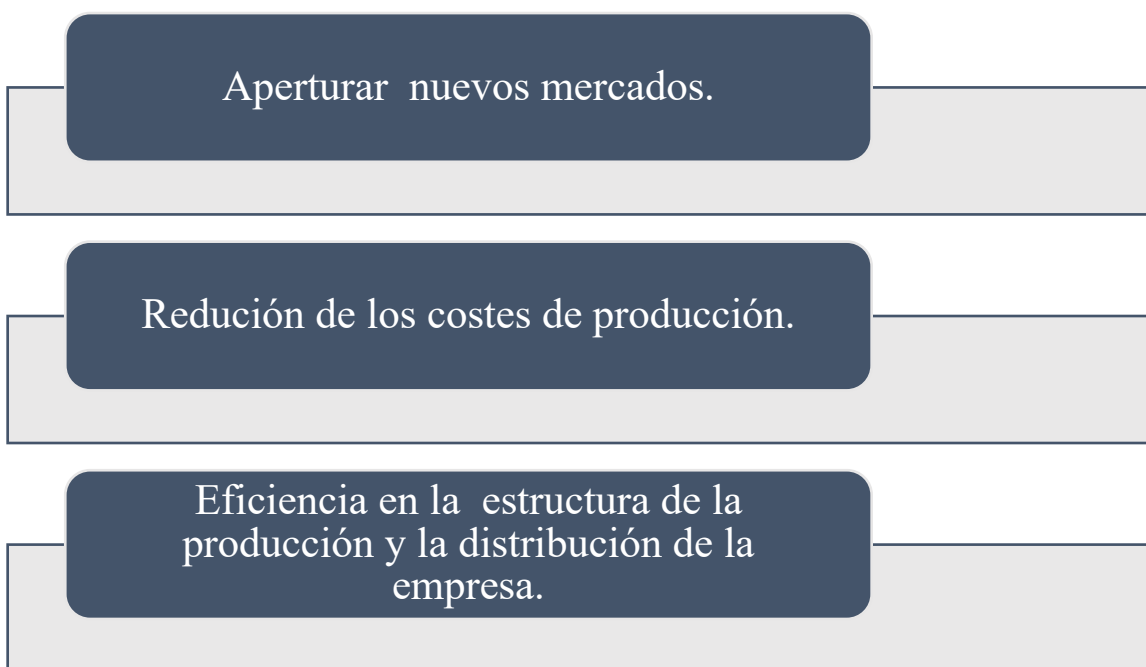 Aperturar  nuevos mercados.
Redución de los costes de producción.
Eficiencia en la  estructura de la
producción y la distribución de la
empresa.